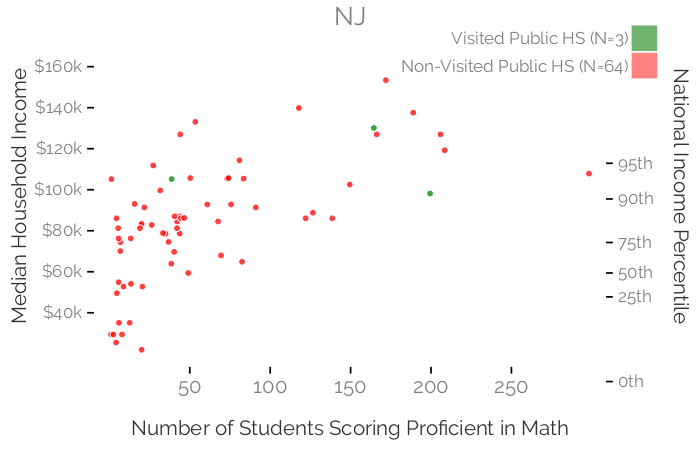 NJ
Visited Public HS (N=3)
Non-Visited Public HS (N=64)
Median Household Income
$160k
$140k
$120k
$100k
$80k
$60k
$40k
National Income Percentile
95th
90th
75th
50th
25th
0th
50
100
150
200
250
Number of Students Scoring Proficient in Math